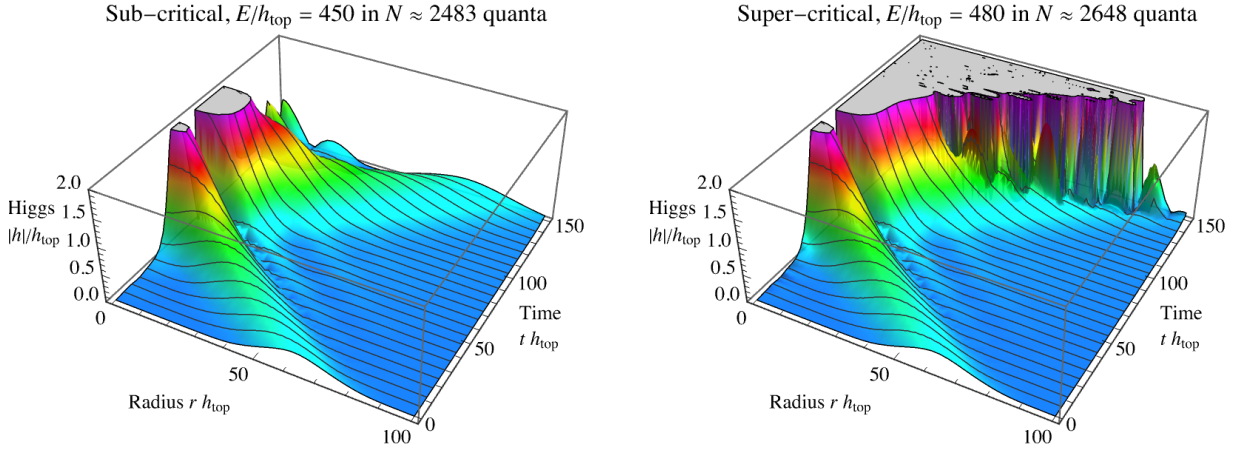 Sub−critical, E/h_top = 450 in N ≈ 2483 quanta
2.0
Higgs 1.5
|h|/h_top 1.0
0.5
0.0
0
50
100
Radius r h_top
0
50
100
150
Time
t h_top
Super−critical, E/h_top = 480 in N ≈ 2648 quanta
2.0
Higgs 1.5
|h|/h_top 1.0
0.5
0.0
0
50
100
Radius r h_top
0
50
100
150
Time
t h_top